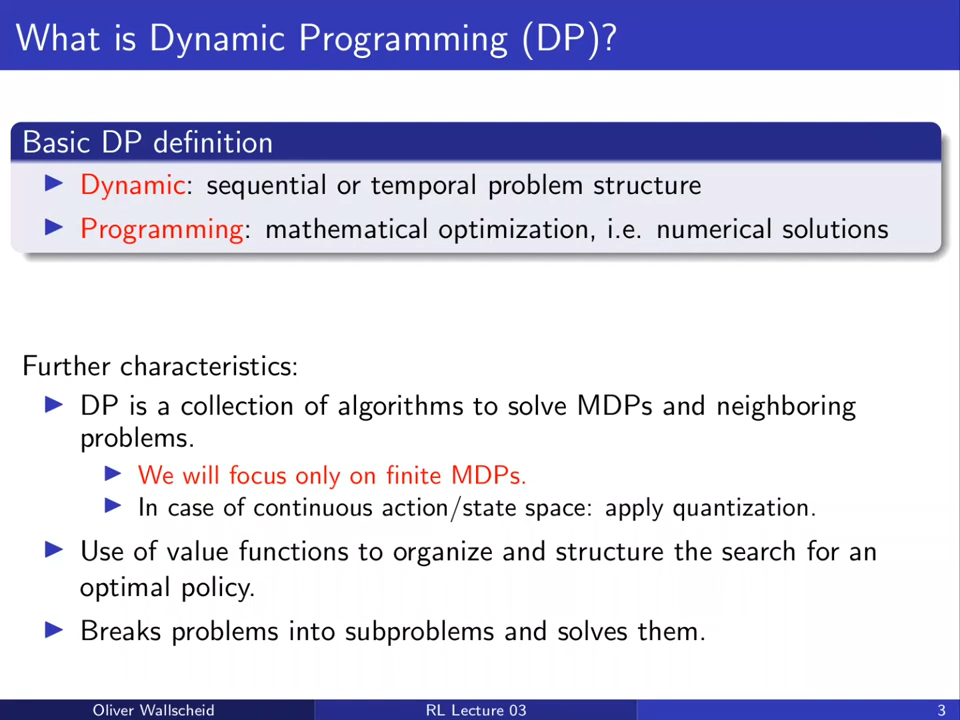 What is Dynamic Programming (DP)?
Basic DP definition
Dynamic: sequential or temporal problem structure
Programming: mathematical optimization, i.e. numerical solutions
Further characteristics:
DP is a collection of algorithms to solve MDPs and neighboring
problems.
We will focus only on finite MDPs.
In case of continuous action/state space: apply quantization.
Use of value functions to organize and structure the search for an
optimal policy.
Breaks problems into subproblems and solves them.
Oliver Wallscheid RL Lecture 03 3